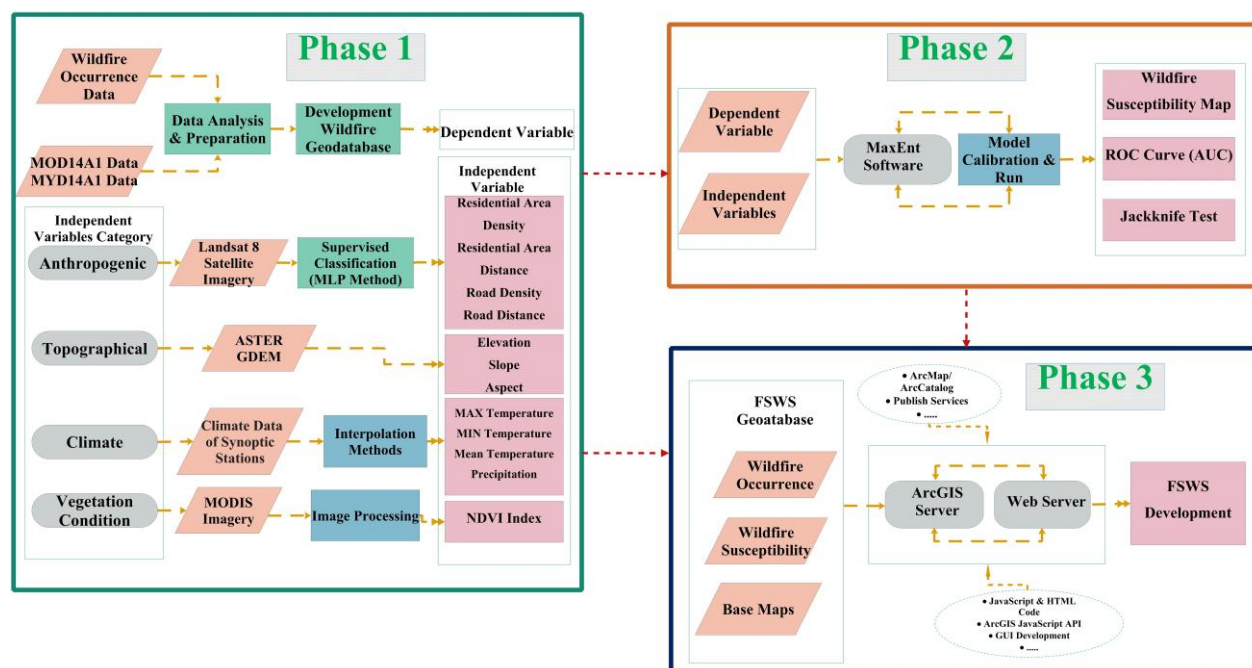 Phase 1
Wildfire
Occurrence
Data
MOD14A1 Data
MYD14A1 Data
Data Analysis
& Preparation
Development
Wildfire
Geodatabase
Dependent Variable
Independent
Variables Category
Independent
Variable
Anthropogenic
Landsat 8
Satellite
Imagery
Supervised
Classification
(MLP Method)
Residential Area
Density
Residential Area
Distance
Road Density
Road Distance
Topographical
ASTER
GDEM
Elevation
Slope
Aspect
Climate
Climate Data
of Synoptic
Stations
Interpolation
Methods
MAX Temperature
MIN Temperature
Mean Temperature
Precipitation
Vegetation
Condition
MODIS
Imagery
Image Processing
NDVI Index
Phase 2
Dependent
Variable
Independent
Variables
MaxEnt
Software
Model
Calibration &
Run
Wildfire
Susceptibility Map
ROC Curve (AUC)
Jackknife Test
Phase 3
FSWS
Geoatabase
Wildfire
Occurrence
Wildfire
Susceptibility
Base Maps
● ArcMap/
ArcCatalog
● Publish Services
● .....
ArcGIS
Server
Web Server
● JavaScript & HTML
Code
● ArcGIS JavaScript API
● GUI Development
● .....
FSWS
Development